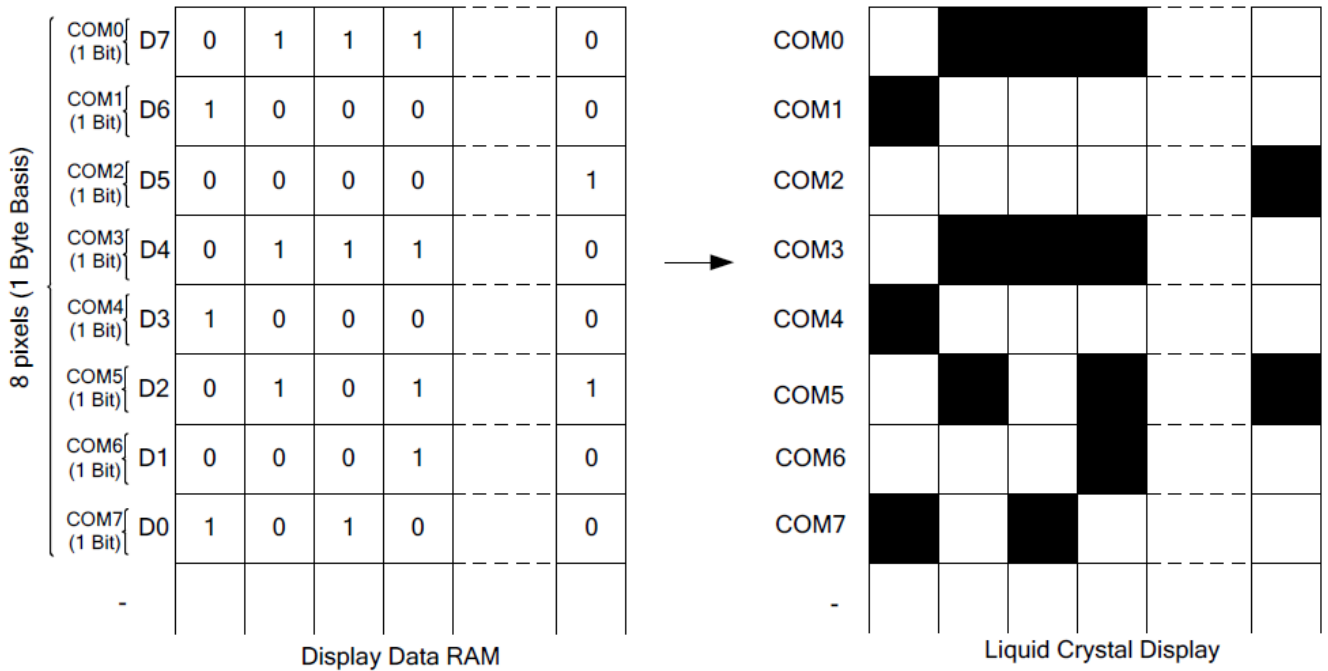 8 pixels (1 Byte Basis)
COM0 (1 Bit) D7 0 1 1 1 0
COM1 (1 Bit) D6 1 0 0 0 0
COM2 (1 Bit) D5 0 0 0 0 1
COM3 (1 Bit) D4 0 1 1 1 0
COM4 (1 Bit) D3 1 0 0 0 0
COM5 (1 Bit) D2 0 1 0 1 1
COM6 (1 Bit) D1 0 0 0 1 0
COM7 (1 Bit) D0 1 0 1 0 0
-
Display Data RAM
COM0
COM1
COM2
COM3
COM4
COM5
COM6
COM7
-
Liquid Crystal Display